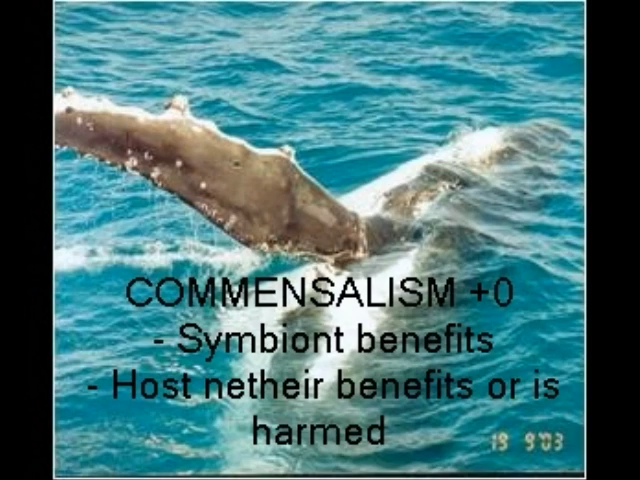 COMMENSALISM +0
- Symbiont benefits
- Host netheir benefits or is
harmed
19 9'03